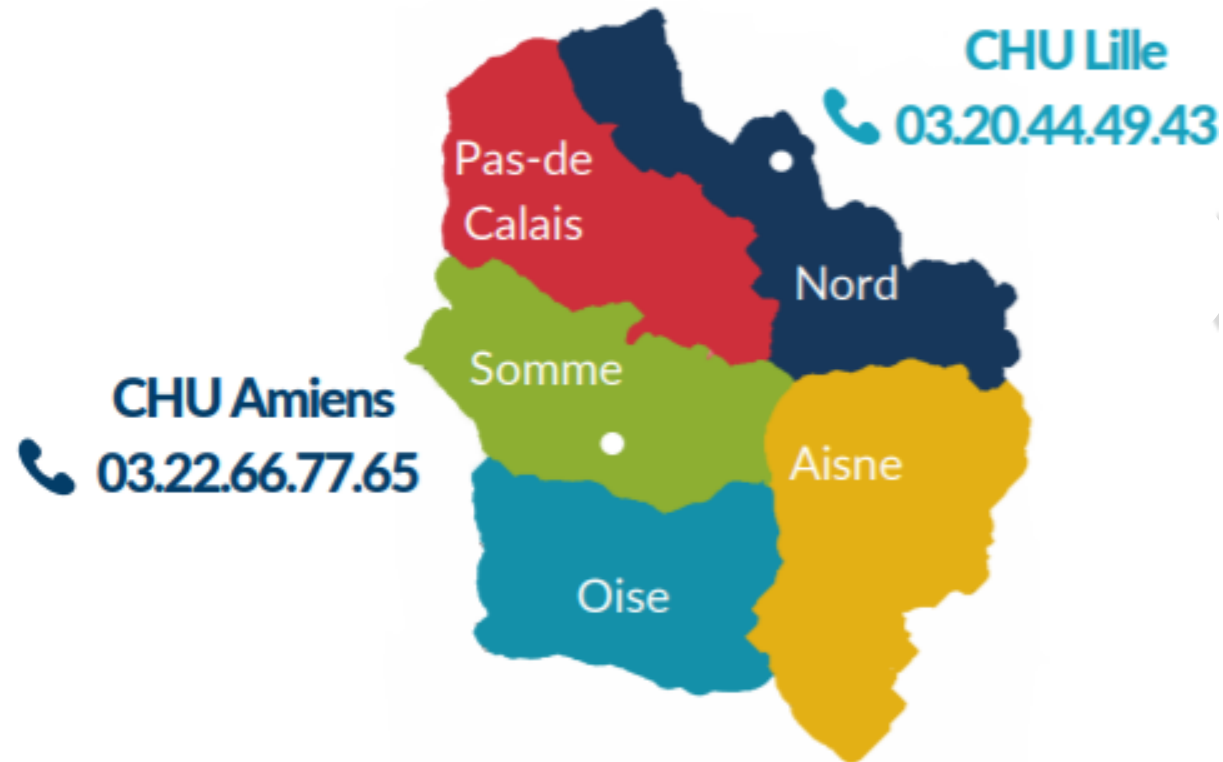 CHU Lille
03.20.44.49.43
Pas-de
Calais
Nord
Somme
CHU Amiens
03.22.66.77.65
Aisne
Oise